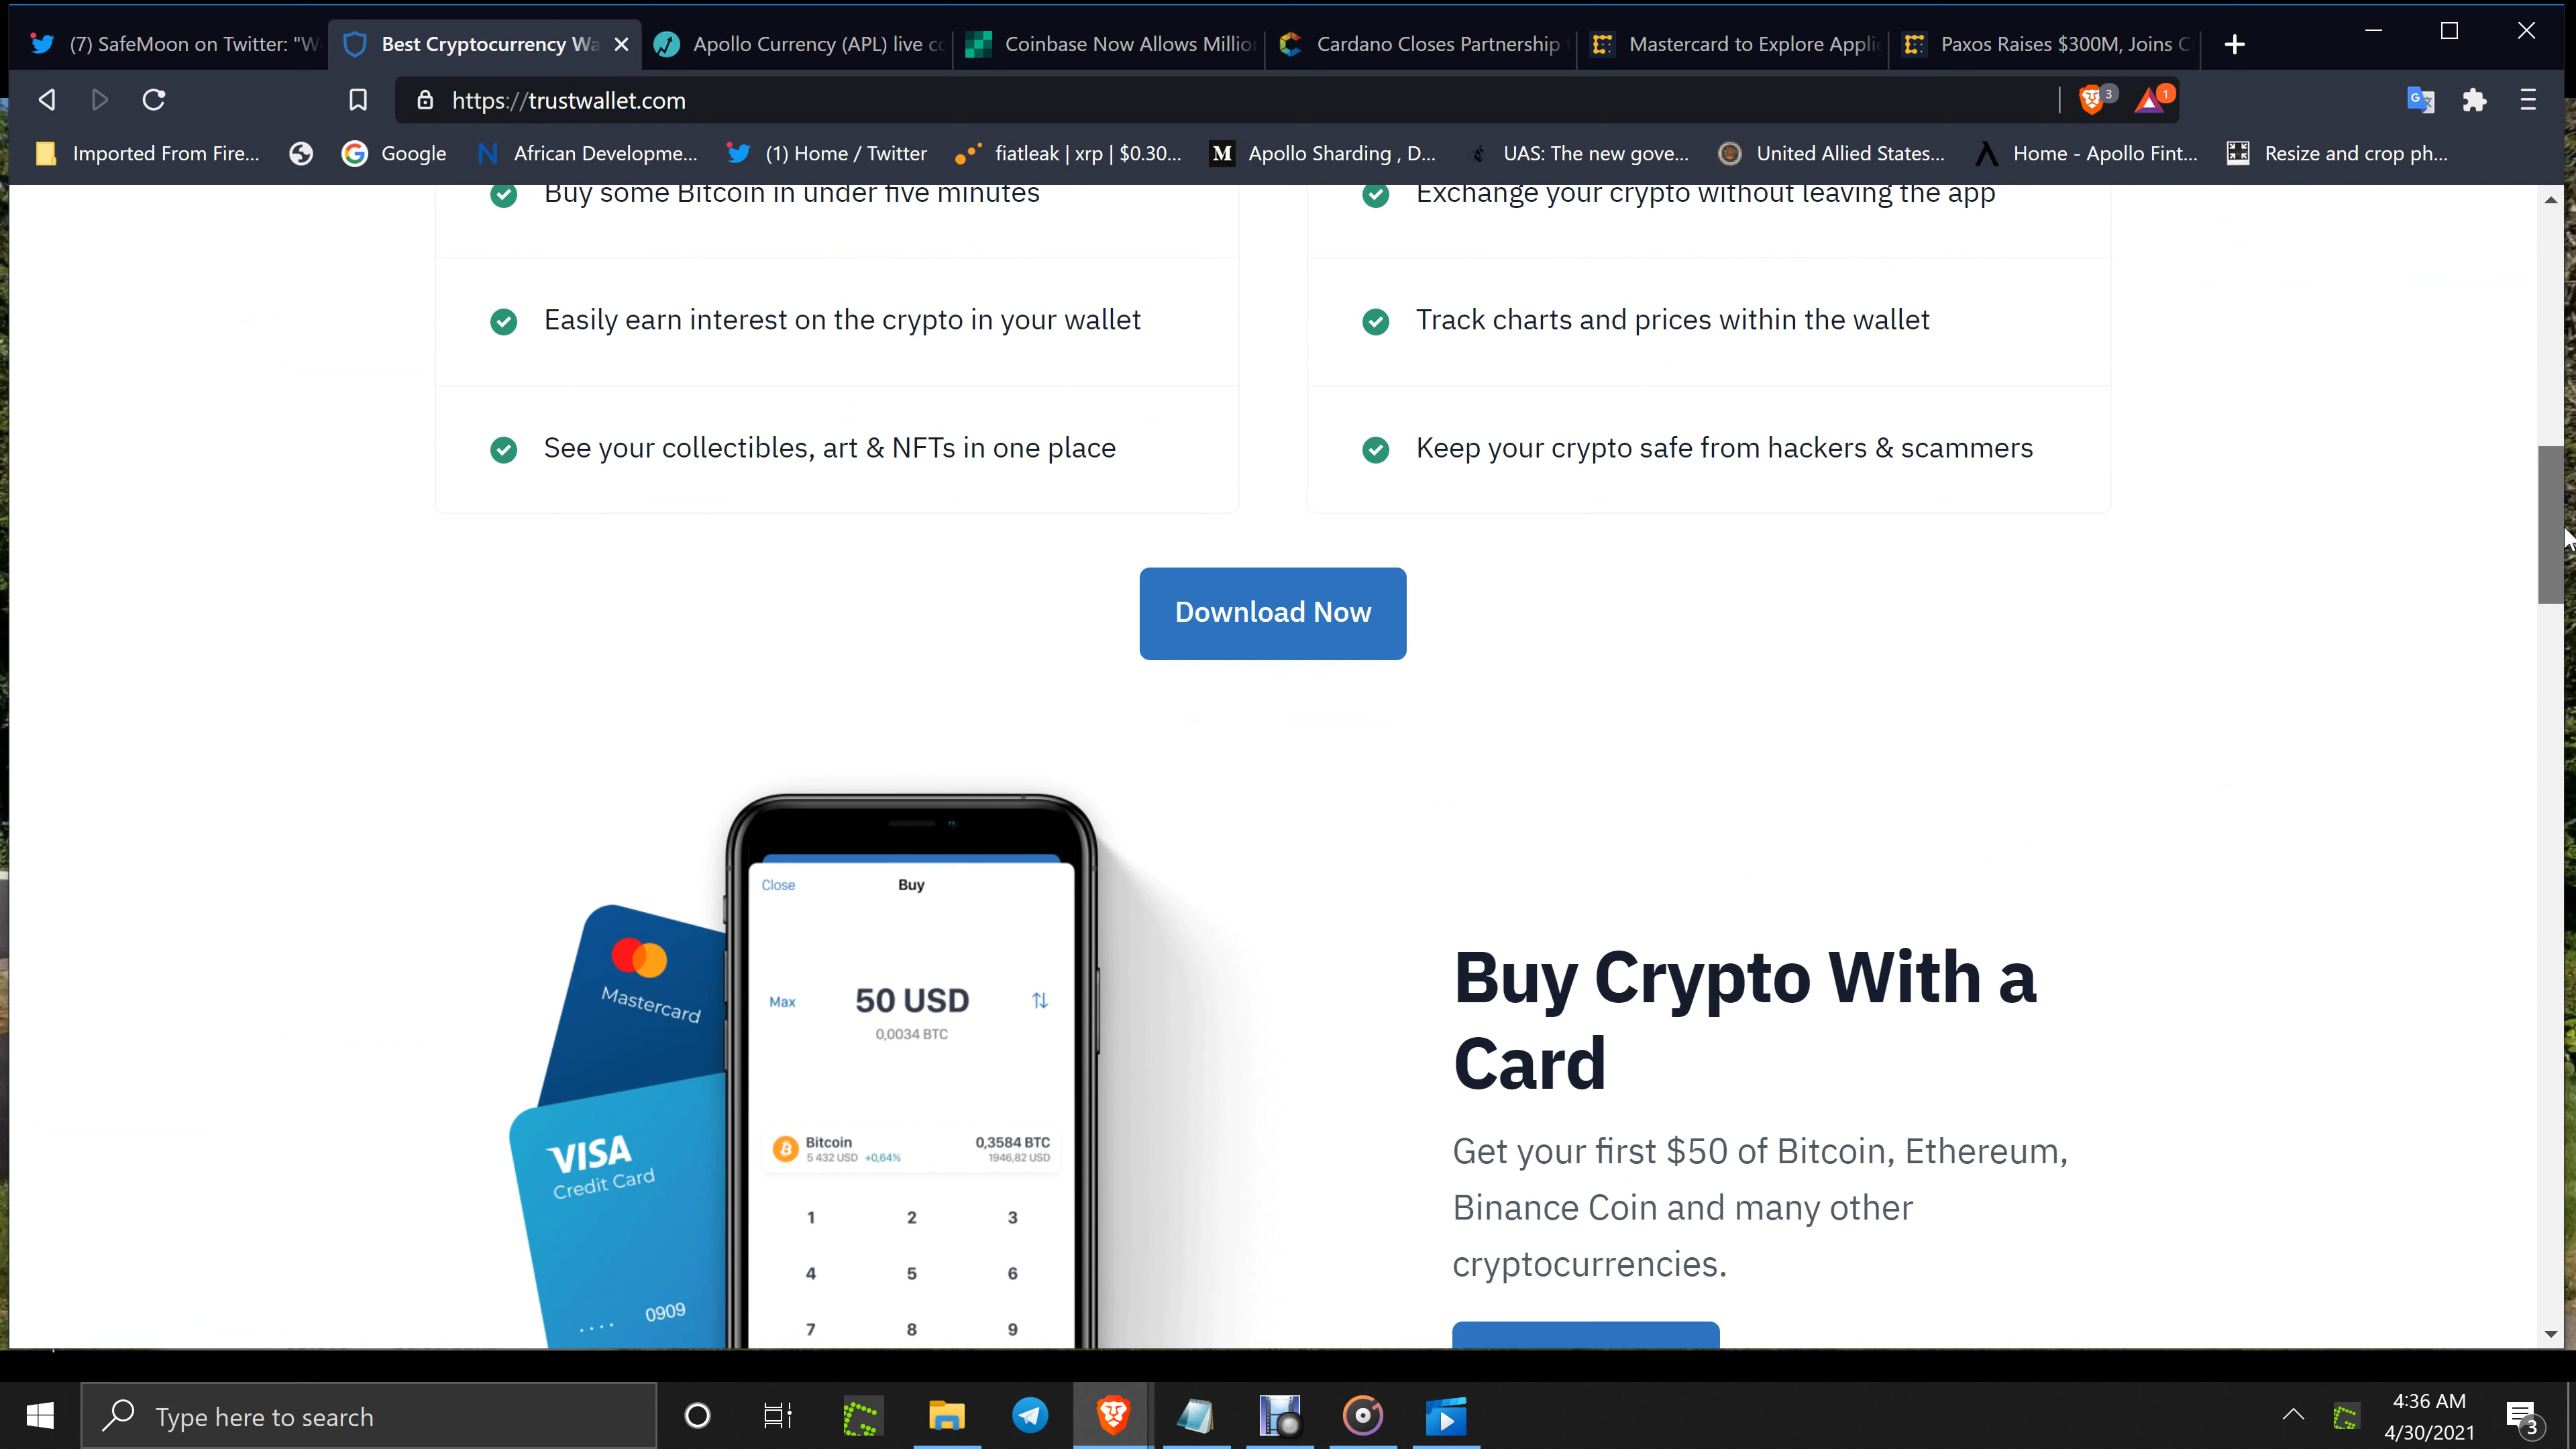 (7) SafeMoon on Twitter: "W
Best Cryptocurrency Wa
Apollo Currency (APL) live co
Coinbase Now Allows Millio
Cardano Closes Partnership
Mastercard to Explore Appli
Paxos Raises $300M, Joins C
https://trustwallet.com
3
1
Imported From Fire...
Google
African Developme...
(1) Home / Twitter
fiatleak | xrp | $0.30...
Apollo Sharding , D...
UAS: The new gove...
United Allied States...
Home - Apollo Fint...
Resize and crop ph...
Buy some Bitcoin in under five minutes
Exchange your crypto without leaving the app
Easily earn interest on the crypto in your wallet
Track charts and prices within the wallet
See your collectibles, art & NFTs in one place
Keep your crypto safe from hackers & scammers
Download Now
Close
Buy
Max
50 USD
0,0034 BTC
Mastercard
VISA
Credit Card
.... 0909
Bitcoin
0,3584 BTC
5 432 USD +0,64%
1946,82 USD
1 2 3
4 5 6
7 8 9
Buy Crypto With a
Card
Get your first $50 of Bitcoin, Ethereum,
Binance Coin and many other
cryptocurrencies.
Type here to search
4:36 AM
4/30/2021
3